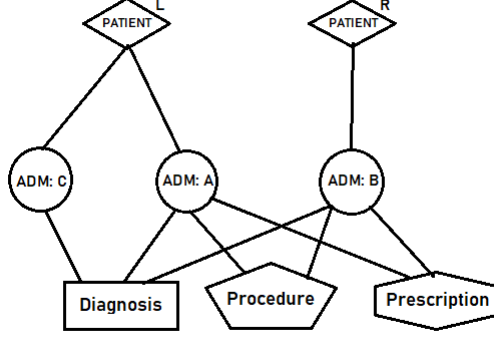 L
PATIENT
R
PATIENT
ADM: C
ADM: A
ADM: B
Diagnosis
Procedure
Prescription